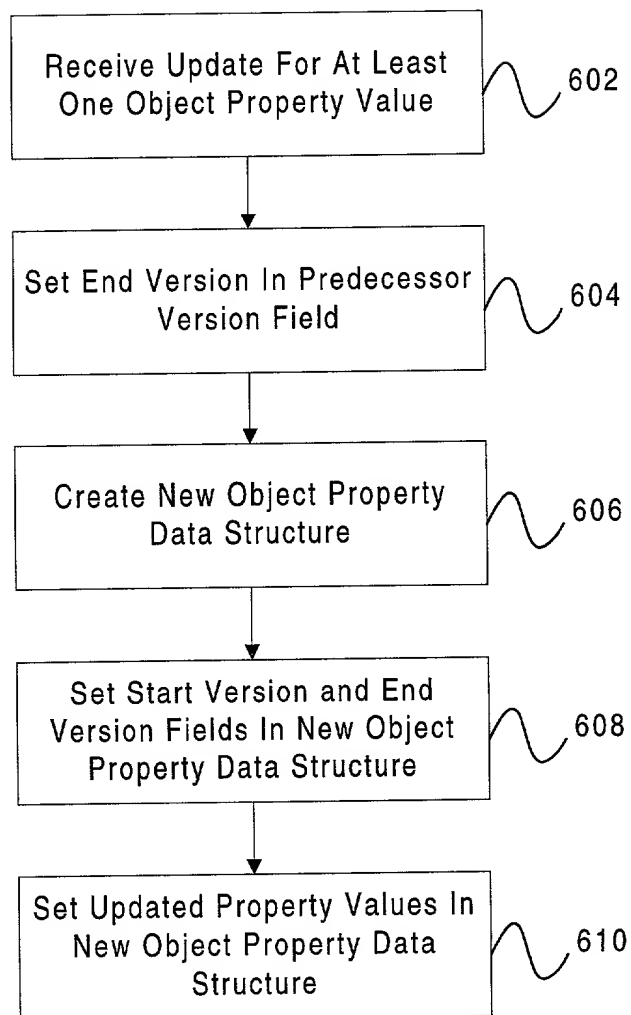 Receive Update For At Least
One Object Property Value
602
Set End Version In Predecessor
Version Field
604
Create New Object Property
Data Structure
606
Set Start Version and End
Version Fields In New Object
Property Data Structure
608
Set Updated Property Values In
New Object Property Data
Structure
610